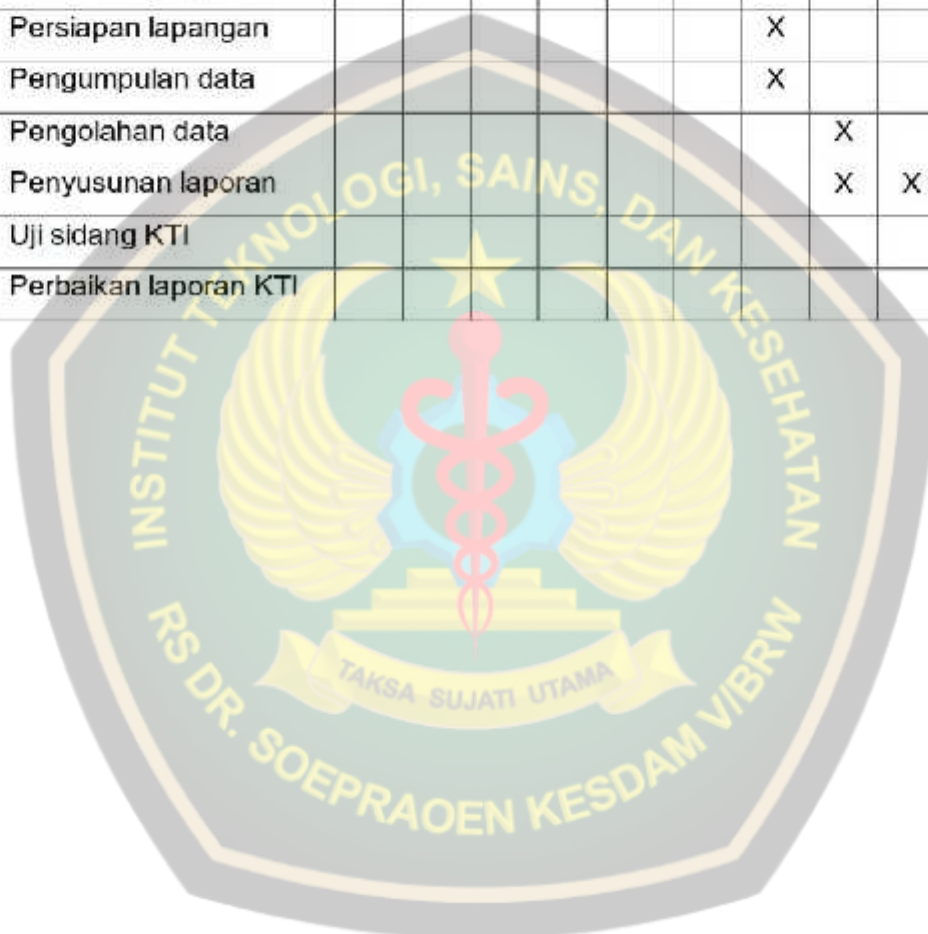 Persiapan lapangan X
Pengumpulan data X
Pengolahan data X
Penyusunan laporan X X
Uji sidang KTI
Perbaikan laporan KTI
INSTITUT TEKNOLOGI, SAINS, DAN KESEHATAN
TAKSA SUJATI UTAMA
RS DR. SOEPRAOEN KESDAM V/BRW